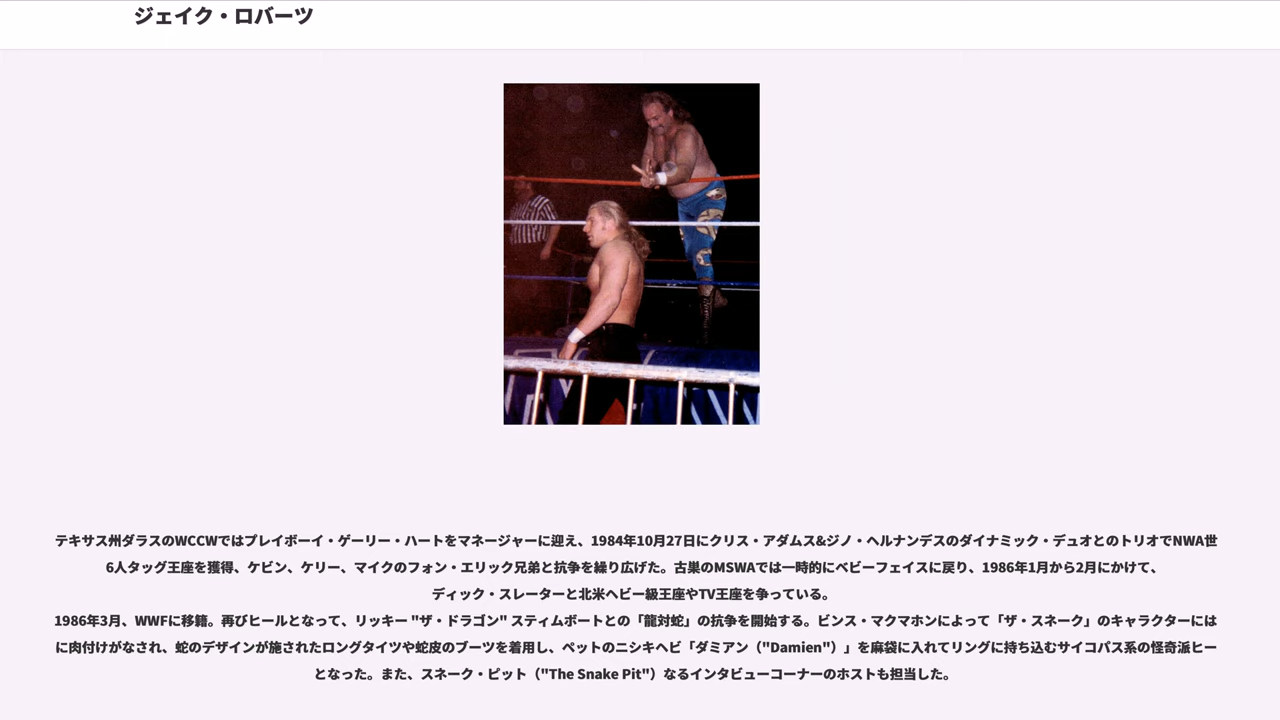 ジェイク・ロバーツ
テキサス州ダラスのWCCWではプレイボーイ・ゲーリー・ハートをマネージャーに迎え、1984年10月27日にクリス・アダムス&ジノ・ヘルナンデスのダイナミック・デュオとのトリオでNWA世
6人タッグ王座を獲得、ケビン、ケリー、マイクのフォン・エリック兄弟と抗争を繰り広げた。古巣のMSWAでは一時的にベビーフェイスに戻り、1986年1月から2月にかけて、
ディック・スレーターと北米ヘビー級王座やTV王座を争っている。
1986年3月、WWFに移籍。再びヒールとなって、リッキー "ザ・ドラゴン" スティムボートとの「龍対蛇」の抗争を開始する。ビンス・マクマホンによって「ザ・スネーク」のキャラクターには
に肉付けがなされ、蛇のデザインが施されたロングタイツや蛇皮のブーツを着用し、ペットのニシキヘビ「ダミアン（"Damien"）」を麻袋に入れてリングに持ち込むサイコパス系の怪奇派ヒー
となった。また、スネーク・ピット（"The Snake Pit"）なるインタビューコーナーのホストも担当した。